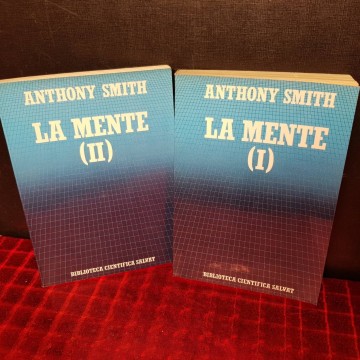 ANTHONY SMITH
LA MENTE
(II)
BIBLIOTECA CIENTIFICA SALVAT
ANTHONY SMITH
LA MENTE
(I)
BIBLIOTECA CIENTIFICA SALVAT